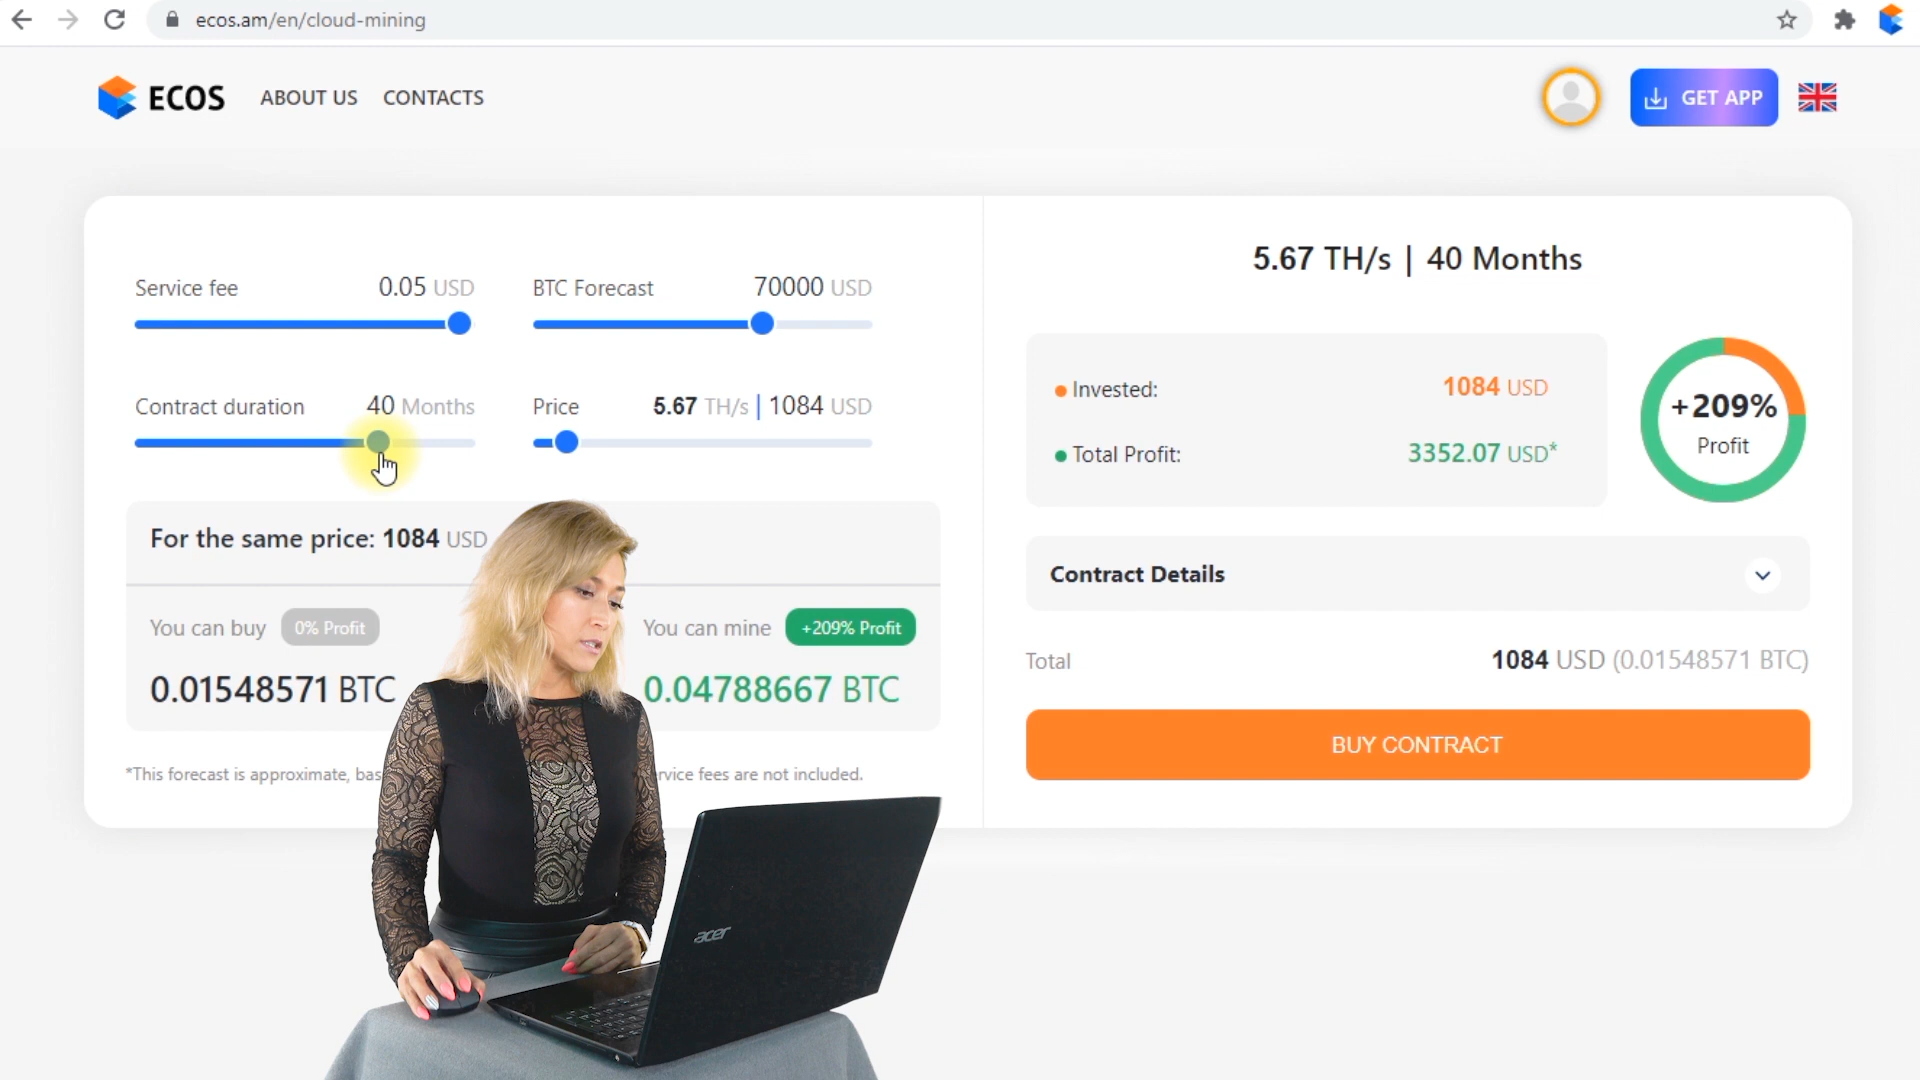 ecos.am/en/cloud-mining
ECOS ABOUT US CONTACTS
GET APP
Service fee 0.05 USD
BTC Forecast 70000 USD
Contract duration 40 Months
Price 5.67 TH/s | 1084 USD
For the same price: 1084 USD
You can buy 0% Profit
0.01548571 BTC
You can mine +209% Profit
0.04788667 BTC
*This forecast is approximate, bas
rvice fees are not included.
5.67 TH/s | 40 Months
Invested: 1084 USD
Total Profit: 3352.07 USD*
+209%
Profit
Contract Details
Total 1084 USD (0.01548571 BTC)
BUY CONTRACT
acer